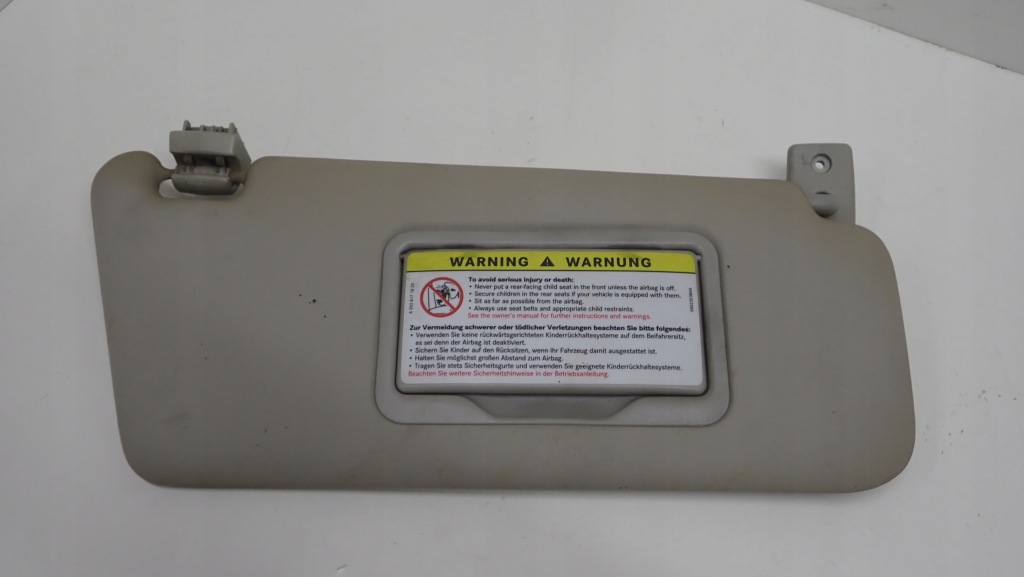 WARNING ⚠ WARNUNG
To avoid serious injury or death:
• Never put a rear-facing child seat in the front unless the airbag is off.
• Secure children in the rear seats if your vehicle is equipped with them.
• Sit as far as possible from the airbag.
• Always use seat belts and appropriate child restraints.
See the owner's manual for further instructions and warnings.
Zur Vermeidung schwerer oder tödlicher Verletzungen beachten Sie bitte folgendes:
• Verwenden Sie keine rückwärtsgerichteten Kinderrückhaltesysteme auf dem Beifahrersitz,
es sei denn der Airbag ist deaktiviert.
• Sichern Sie Kinder auf den Rücksitzen, wenn Ihr Fahrzeug damit ausgestattet ist.
• Halten Sie möglichst großen Abstand zum Airbag.
• Tragen Sie stets Sicherheitsgurte und verwenden Sie geeignete Kinderrückhaltesysteme.
Beachten Sie weitere Sicherheitshinweise in der Betriebsanleitung.